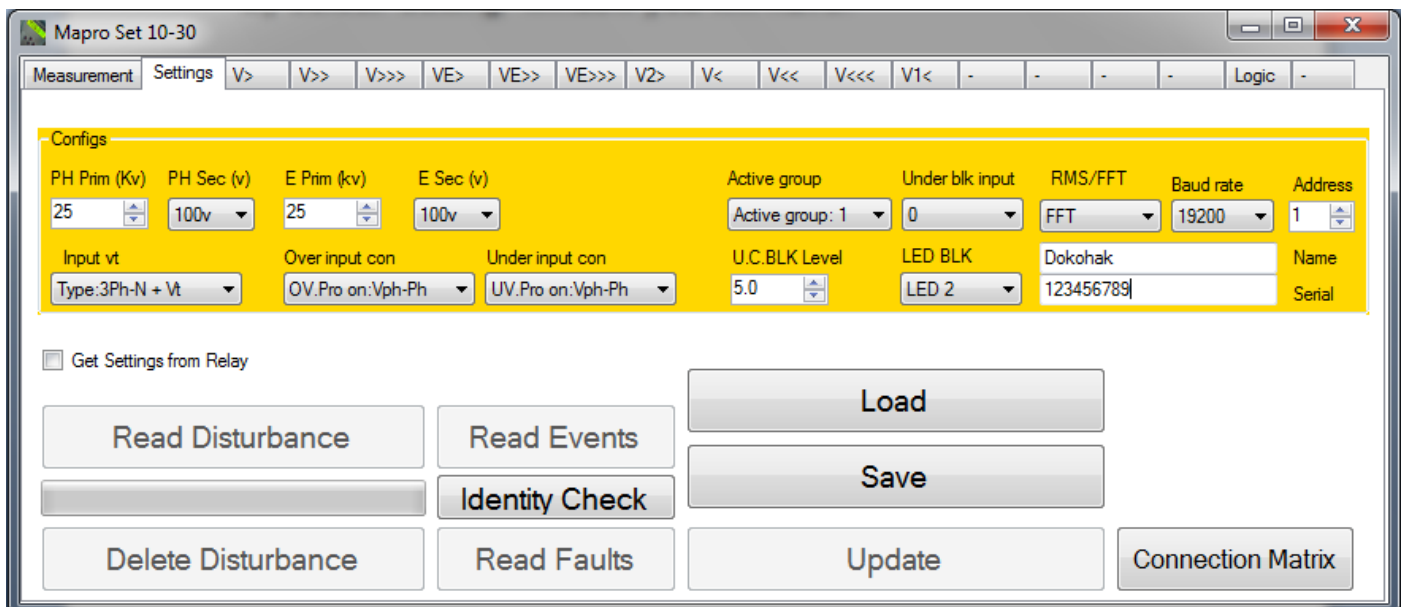 Mapro Set 10-30
Measurement Settings V> V>> V>>> VE> VE>> VE>>> V2> V< V<< V<<< V1< - - - - Logic -
Configs
PH Prim (Kv) PH Sec (v) E Prim (kv) E Sec (v) Active group Under blk input RMS/FFT Baud rate Address
25 100v 25 100v Active group: 1 0 FFT 19200 1
Input vt Over input con Under input con U.C.BLK Level LED BLK Dokohak Name
Type:3Ph-N + Vt OV.Pro on:Vph-Ph UV.Pro on:Vph-Ph 5.0 LED 2 123456789 Serial
Get Settings from Relay
Load
Read Disturbance Read Events
Save
Identity Check
Delete Disturbance Read Faults Update Connection Matrix